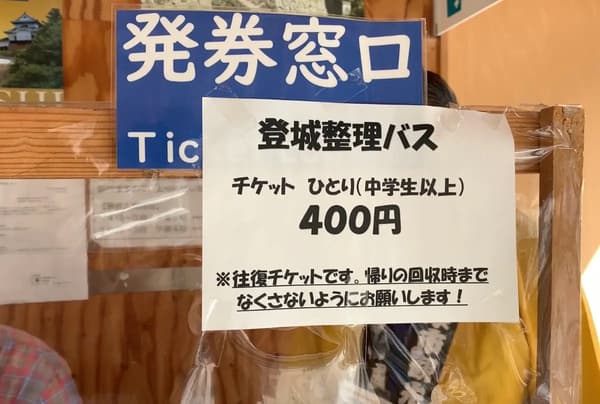 発券窓口
Tic
登城整理バス
チケット ひとり(中学生以上)
400円
※往復チケットです。帰りの回収時まで
なくさないようにお願いします!